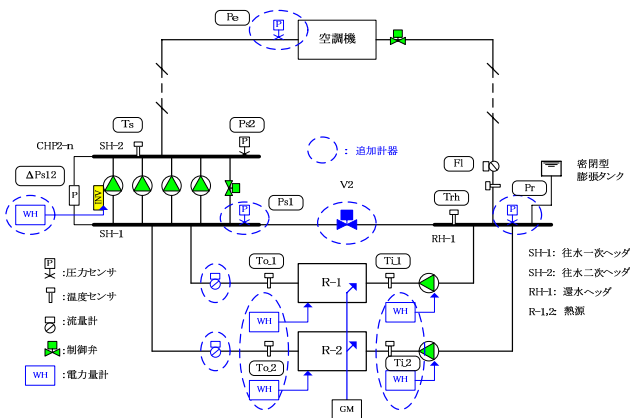 Pe
P
空調機
Ts
Ps2
CHP2-n
SH-2
P
: 追加計器
Fl
密閉型
膨張タンク
ΔPs12
P
INV
V2
Trh
Pr
WH
Ps1
P
P
SH-1
RH-1
SH-1: 往水一次ヘッダ
SH-2: 往水二次ヘッダ
RH-1: 還水ヘッダ
R-1,2: 熱源
To_1
Ti_1
R-1
P
:圧力センサ
:温度センサ
WH
WH
:流量計
R-2
:制御弁
To_2
Ti_2
WH
:電力量計
WH
WH
GM